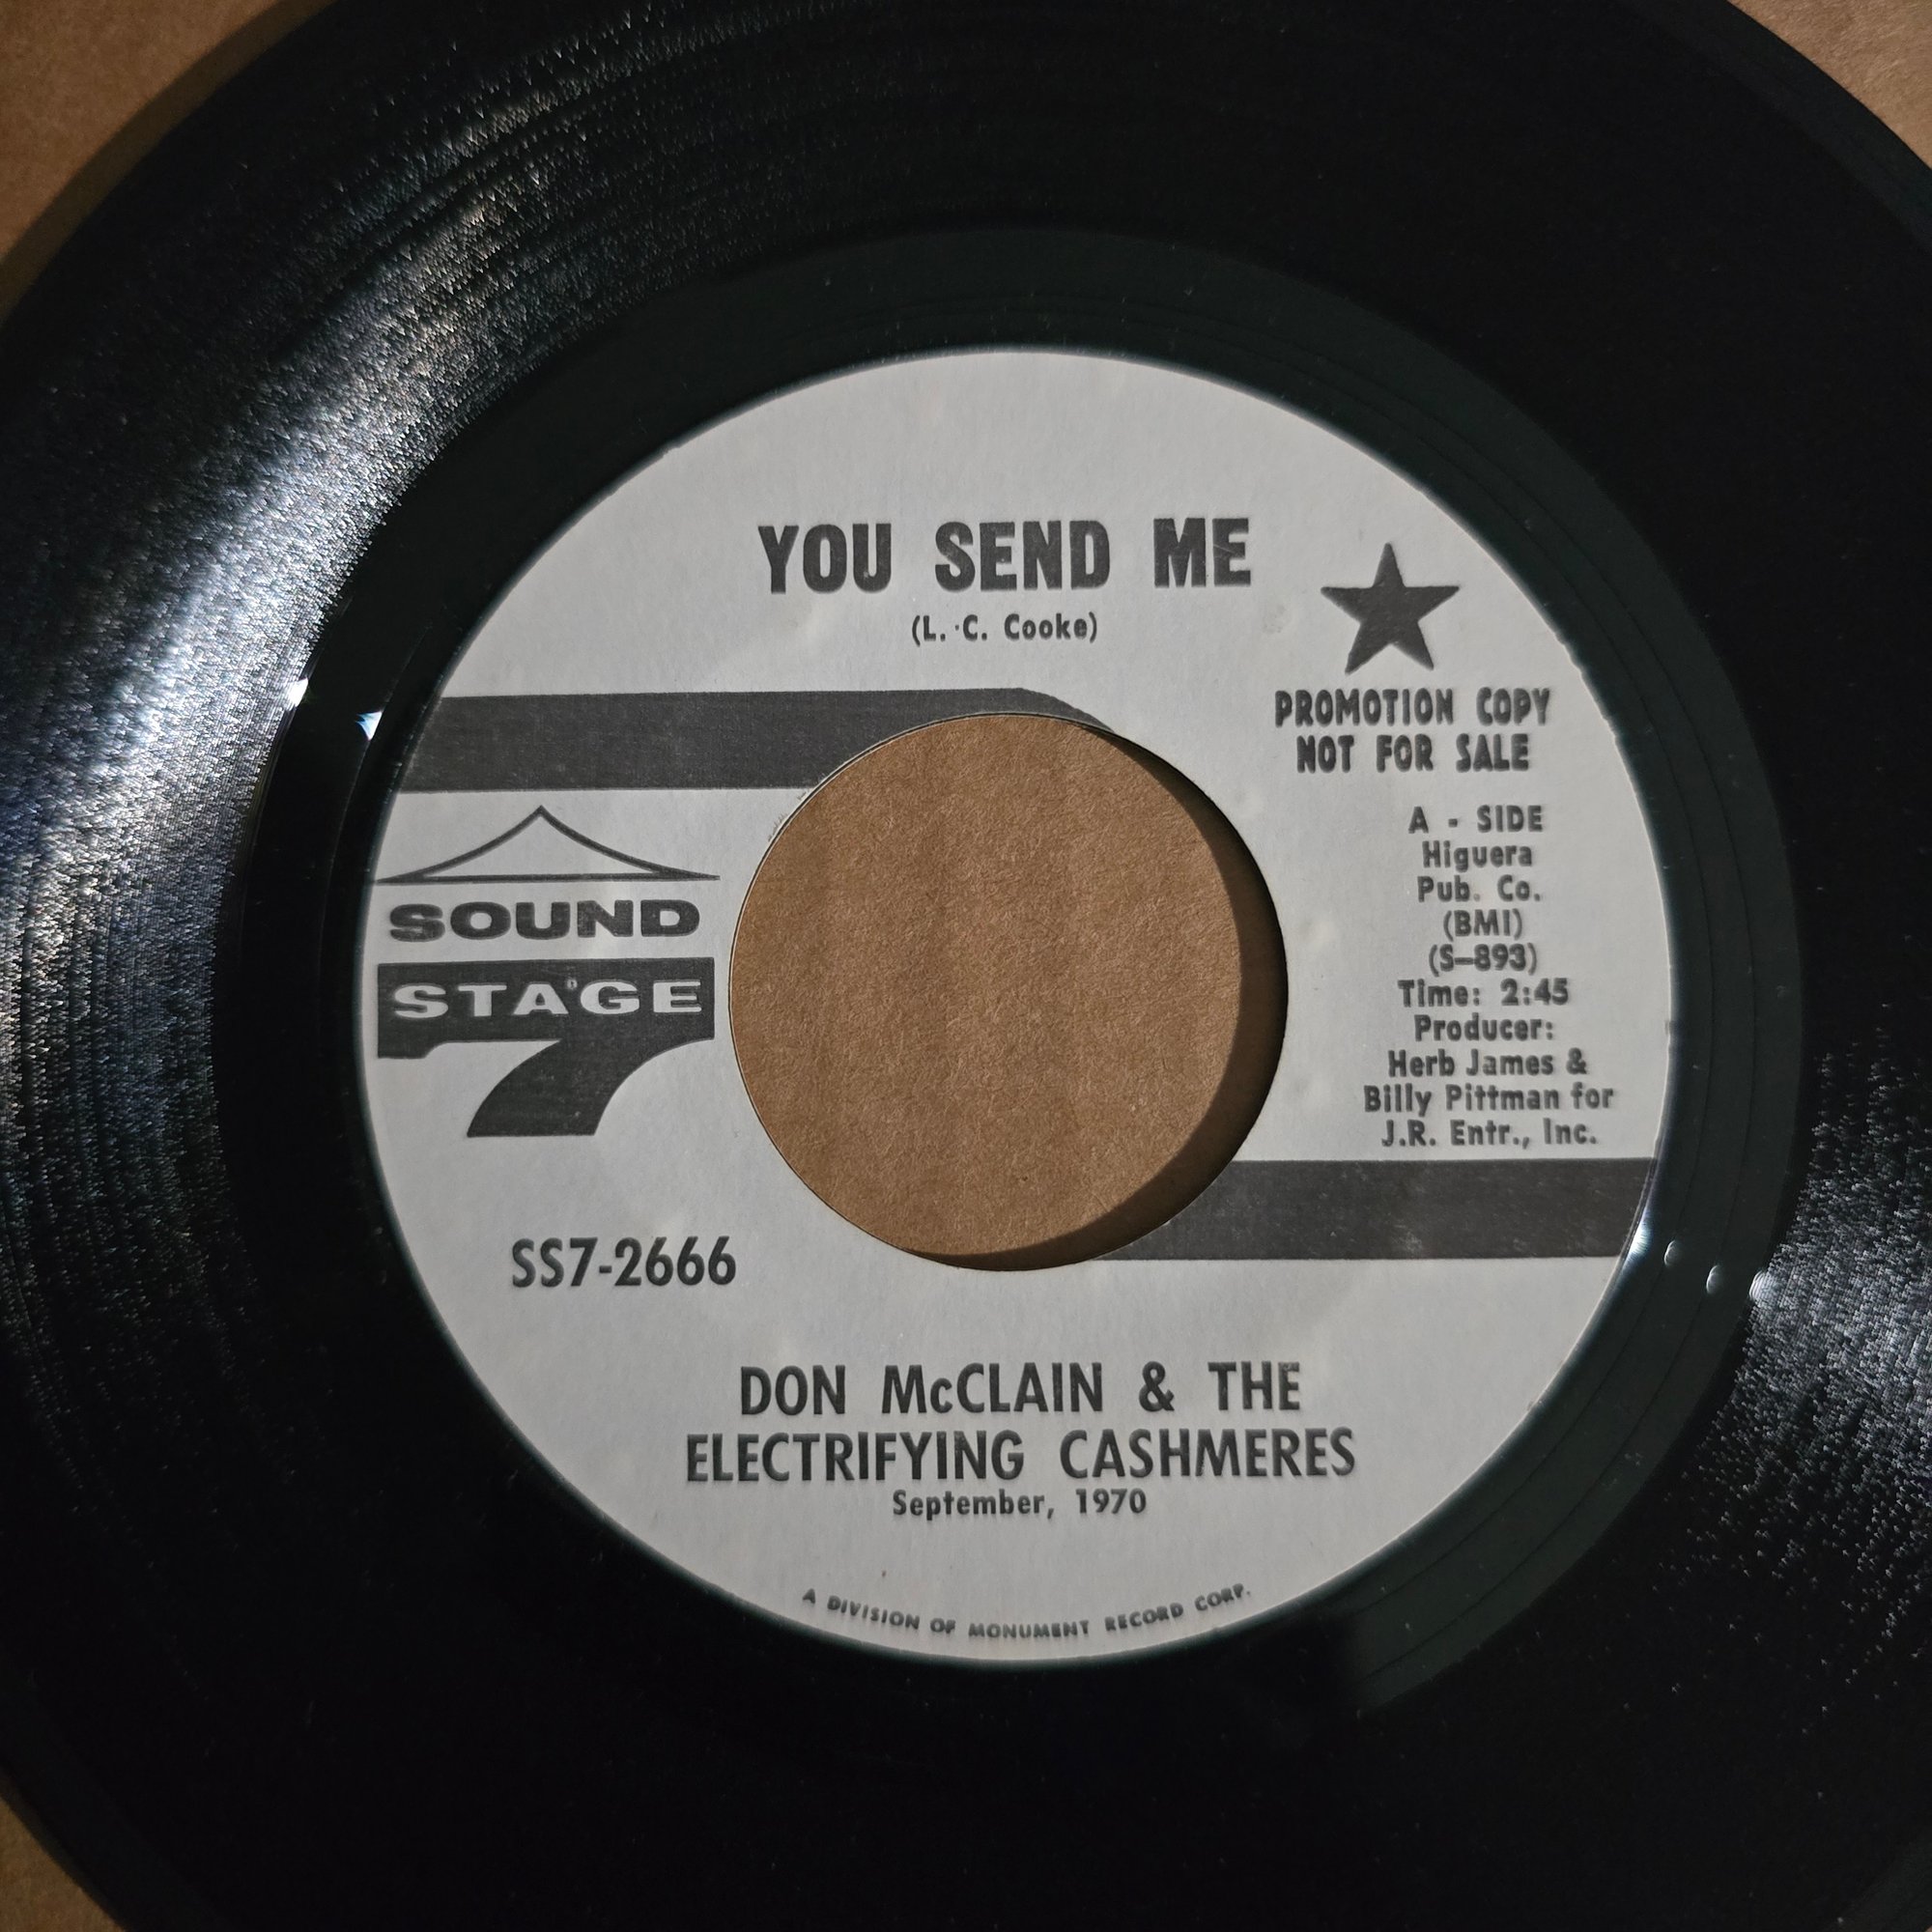 YOU SEND ME
(L. C. Cooke)
PROMOTION COPY
NOT FOR SALE
A - SIDE
Higuera
Pub. Co.
(BMI)
(S-893)
Time: 2:45
Producer:
Herb James &
Billy Pittman for
J.R. Entr., Inc.
SOUND
STAGE
7
SS7-2666
DON McCLAIN & THE
ELECTRIFYING CASHMERES
September, 1970
A DIVISION OF MONUMENT RECORD CORP.